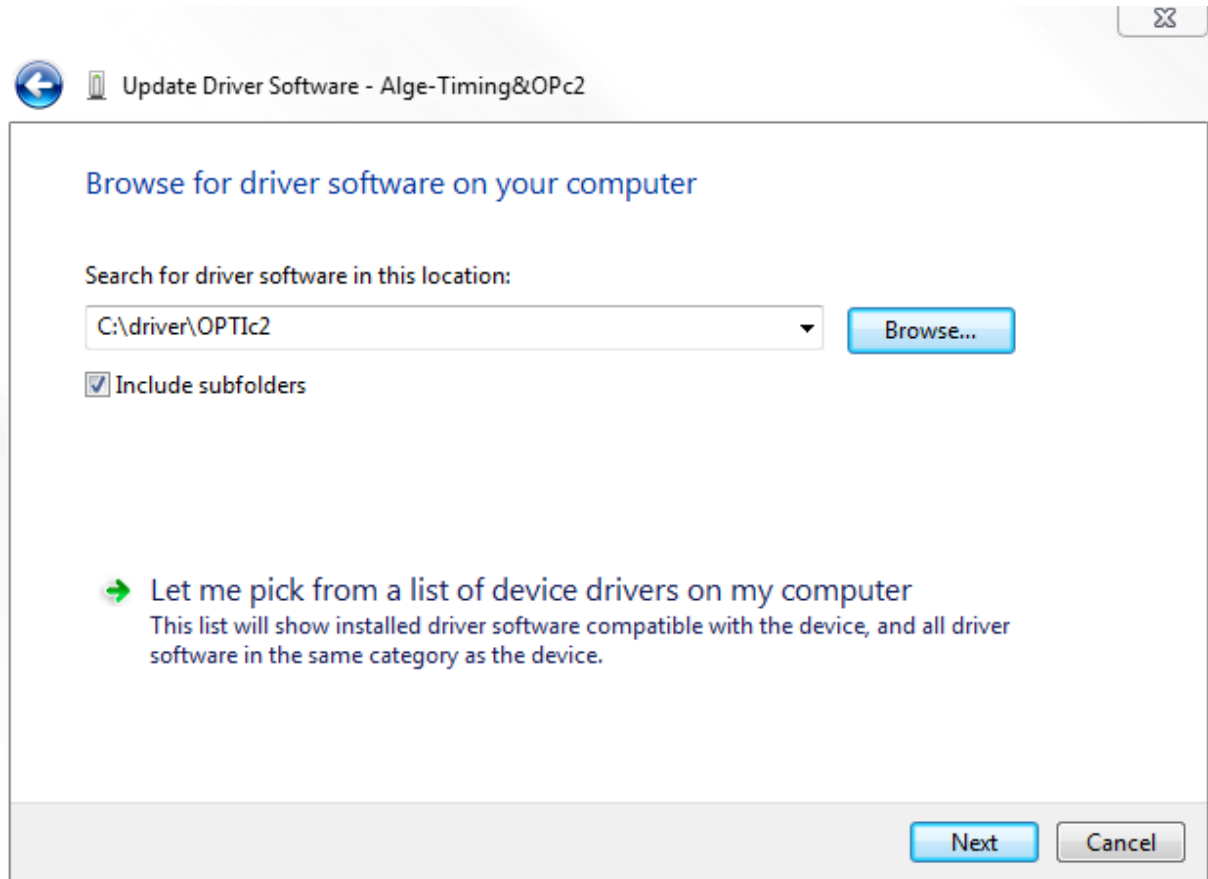 Update Driver Software - Alge-Timing&OPc2
Browse for driver software on your computer
Search for driver software in this location:
C:\driver\OPTIc2
Browse...
Include subfolders
Let me pick from a list of device drivers on my computer
This list will show installed driver software compatible with the device, and all driver
software in the same category as the device.
Next
Cancel